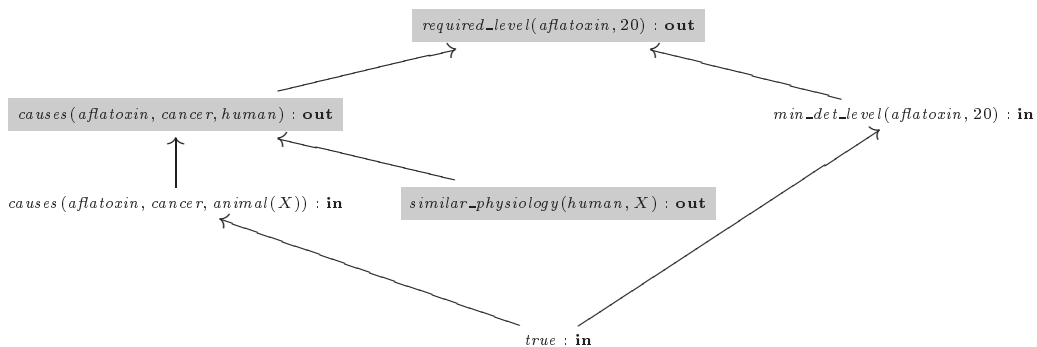 required_level(aflatoxin, 20) : out
causes(aflatoxin, cancer, human) : out
min_det_level(aflatoxin, 20) : in
causes(aflatoxin, cancer, animal(X)) : in
similar_physiology(human, X) : out
true : in